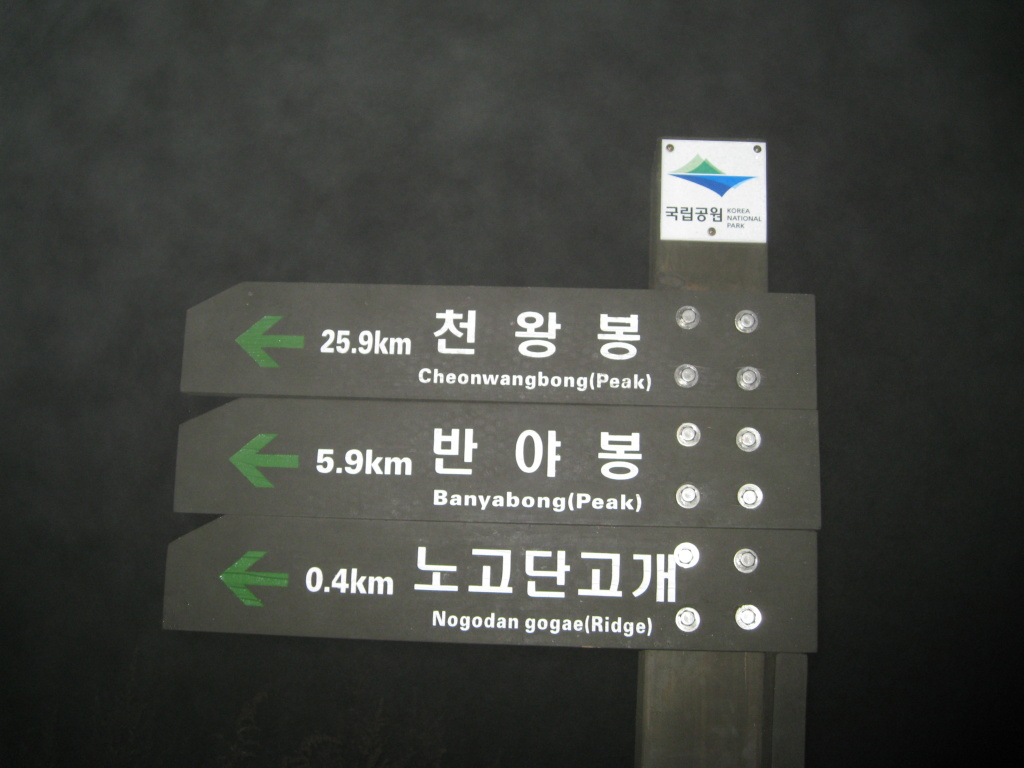 국립공원 KOREA
NATIONAL
PARK
25.9km 천왕봉
Cheonwangbong(Peak)
5.9km 반야봉
Banyabong(Peak)
0.4km 노고단고개
Nogodan gogae(Ridge)